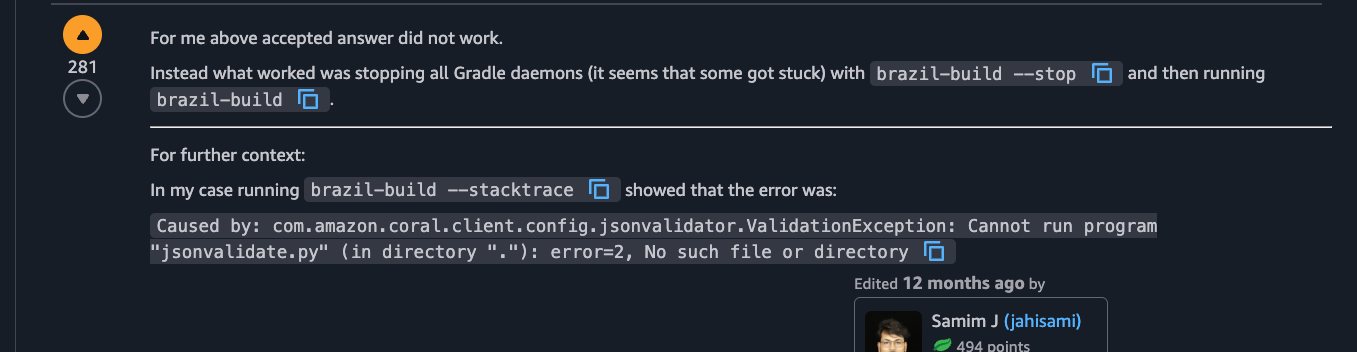 For me above accepted answer did not work.
281
Instead what worked was stopping all Gradle daemons (it seems that some got stuck) with brazil-build --stop and then running
brazil-build .
For further context:
In my case running brazil-build --stacktrace showed that the error was:
Caused by: com.amazon.coral.client.config.jsonvalidator.ValidationException: Cannot run program
"jsonvalidate.py" (in directory "."): error=2, No such file or directory
Edited 12 months ago by
Samim J (jahisami)
494 points